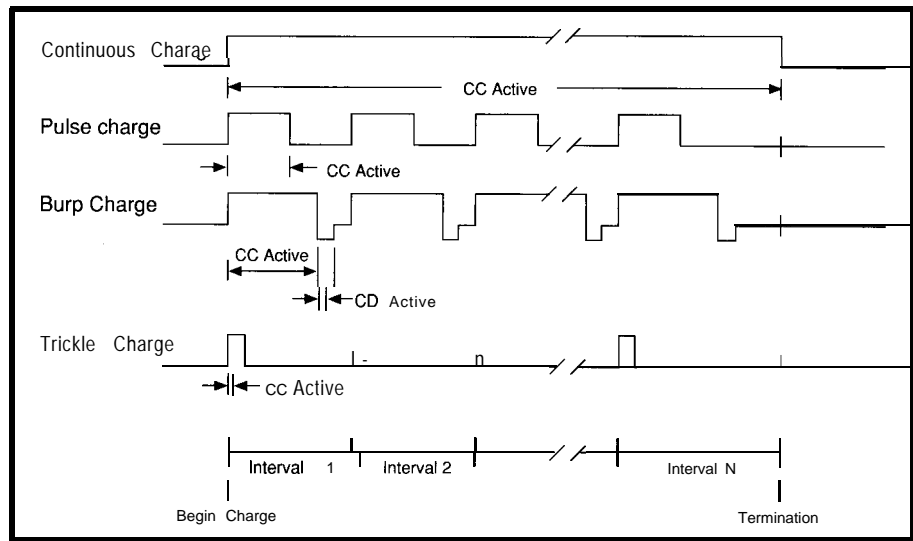 Continuous Charae
CC Active
Pulse charge
CC Active
Burp Charge
CC Active
CD Active
Trickle Charge
n
CC Active
Interval 1
Interval 2
Interval N
Begin Charge
Termination